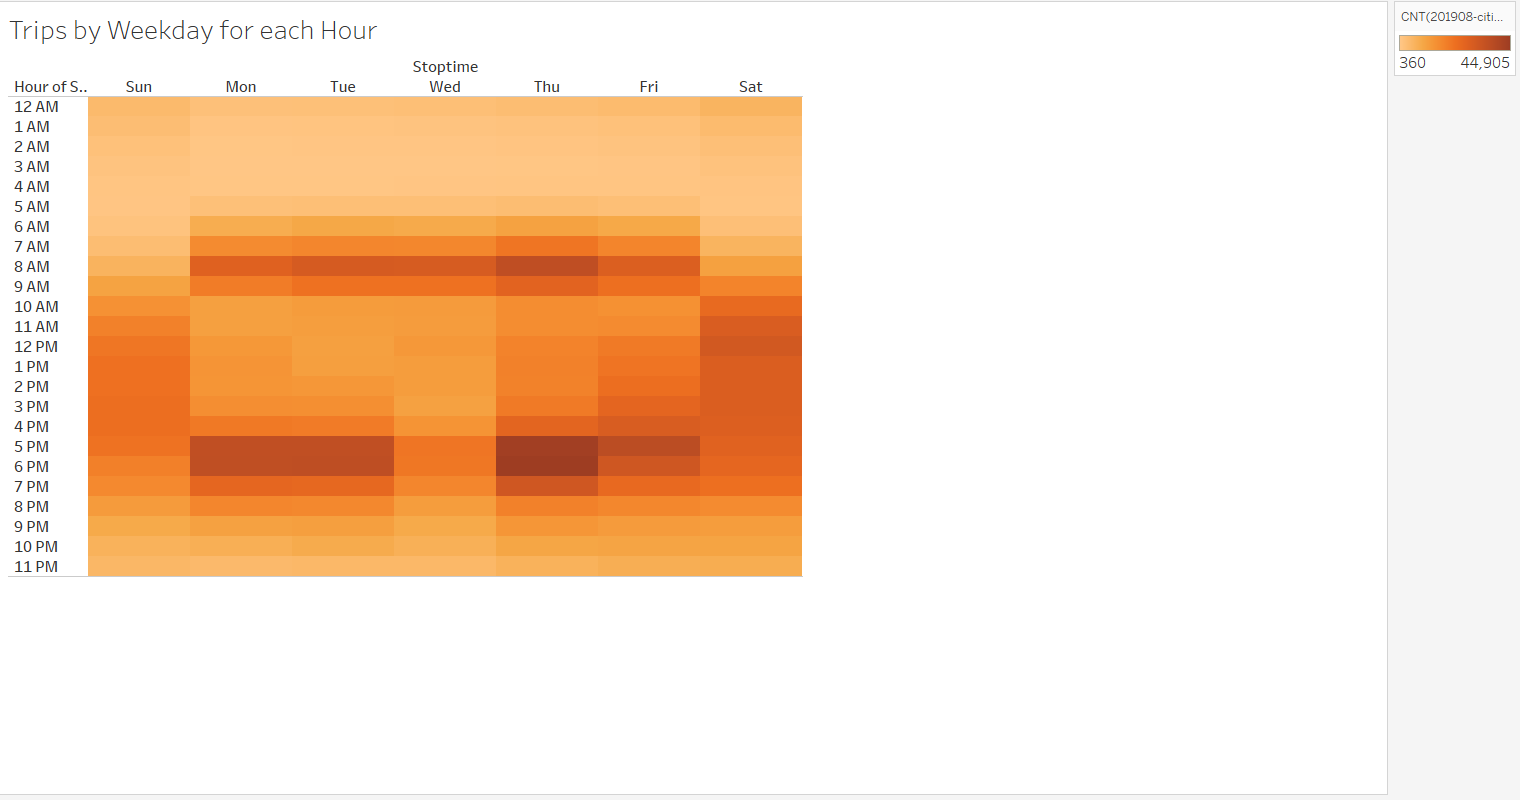 Trips by Weekday for each Hour
CNT(201908-citi...
360 44,905
Stoptime
Hour of S.. Sun Mon Tue Wed Thu Fri Sat
12 AM
1 AM
2 AM
3 AM
4 AM
5 AM
6 AM
7 AM
8 AM
9 AM
10 AM
11 AM
12 PM
1 PM
2 PM
3 PM
4 PM
5 PM
6 PM
7 PM
8 PM
9 PM
10 PM
11 PM